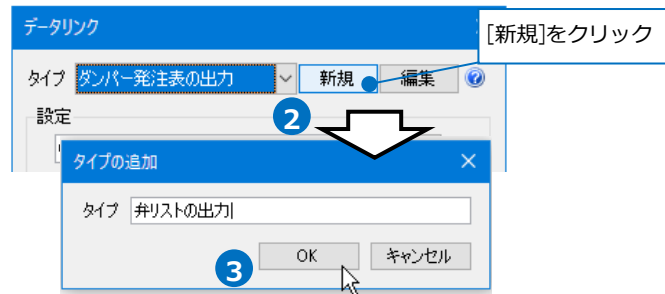 データリンク
[新規]をクリック
タイプ ダンパー発注表の出力 新規 編集 ?
設定
2
タイプの追加
タイプ 弁リストの出力
3
OK キャンセル